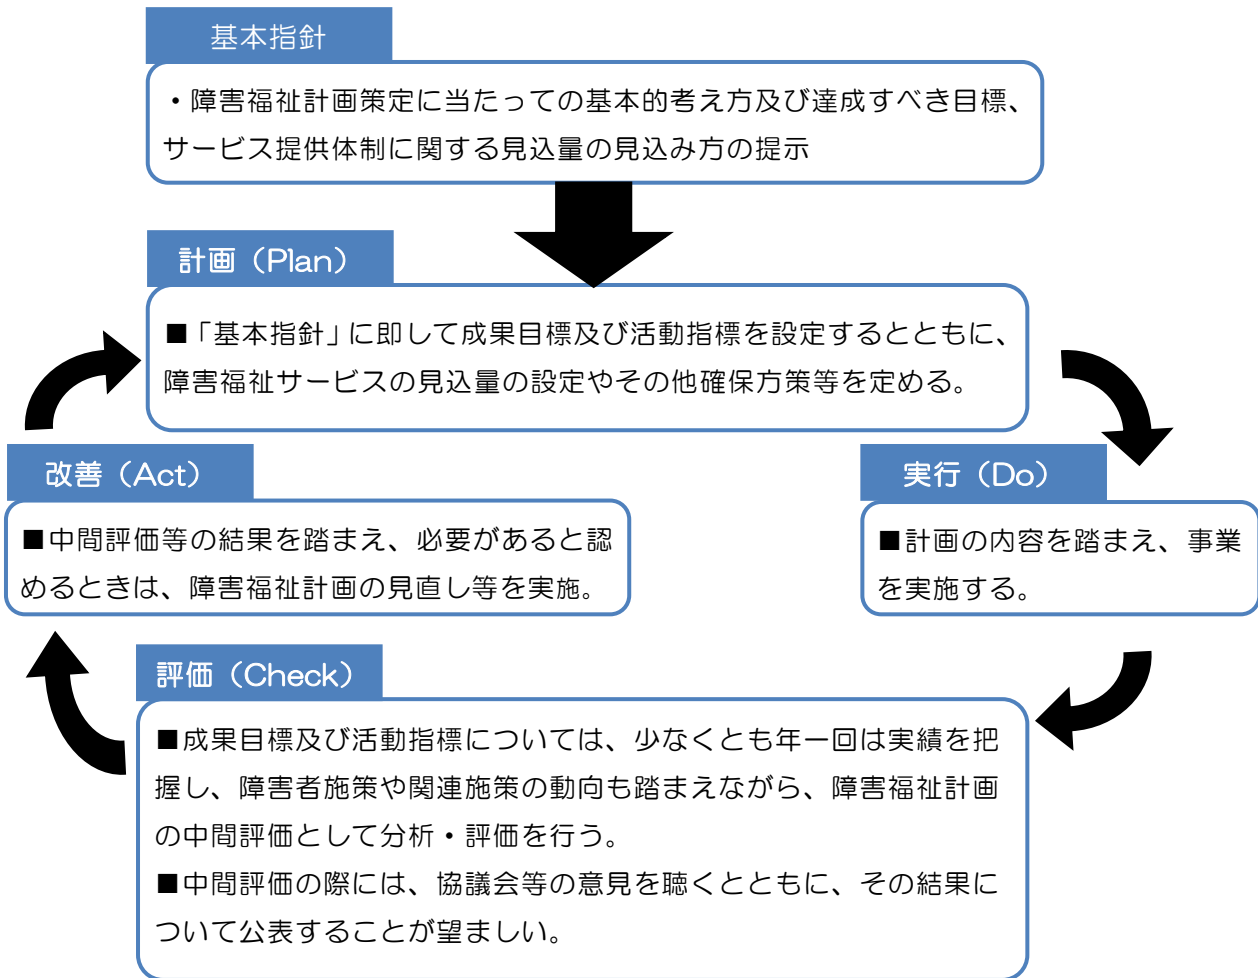 基本指針
・障害福祉計画策定に当たっての基本的考え方及び達成すべき目標、
サービス提供体制に関する見込量の見込み方の提示
計画（Plan）
■「基本指針」に即して成果目標及び活動指標を設定するとともに、
障害福祉サービスの見込量の設定やその他確保方策等を定める。
改善（Act）
■中間評価等の結果を踏まえ、必要があると認
めるときは、障害福祉計画の見直し等を実施。
実行（Do）
■計画の内容を踏まえ、事業
を実施する。
評価（Check）
■成果目標及び活動指標については、少なくとも年一回は実績を把
握し、障害者施策や関連施策の動向も踏まえながら、障害福祉計画
の中間評価として分析・評価を行う。
■中間評価の際には、協議会等の意見を聴くとともに、その結果に
ついて公表することが望ましい。